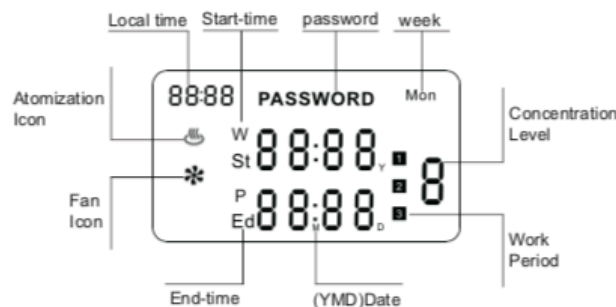 Local time Start-time password week
88:88 PASSWORD Mon
Atomization
Icon
W
St 88:88 Y
1
2
3
8
Concentration
Level
Fan
Icon
P
Ed 88:88 M D
Work
Period
End-time (YMD)Date